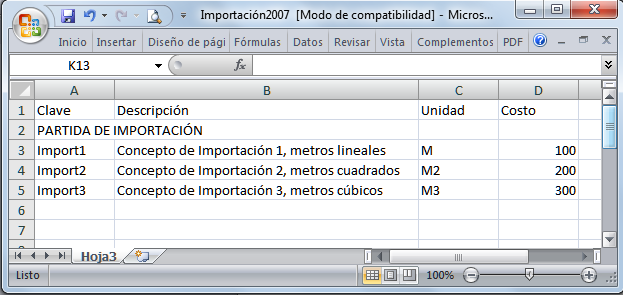 Importación2007 [Modo de compatibilidad] - Micros...
Inicio Insertar Diseño de pági Fórmulas Datos Revisar Vista Complementos PDF
K13 fx
A B C D
1 Clave Descripción Unidad Costo
2 PARTIDA DE IMPORTACIÓN
3 Import1 Concepto de Importación 1, metros lineales M 100
4 Import2 Concepto de Importación 2, metros cuadrados M2 200
5 Import3 Concepto de Importación 3, metros cúbicos M3 300
6
7
Hoja3
Listo 100%